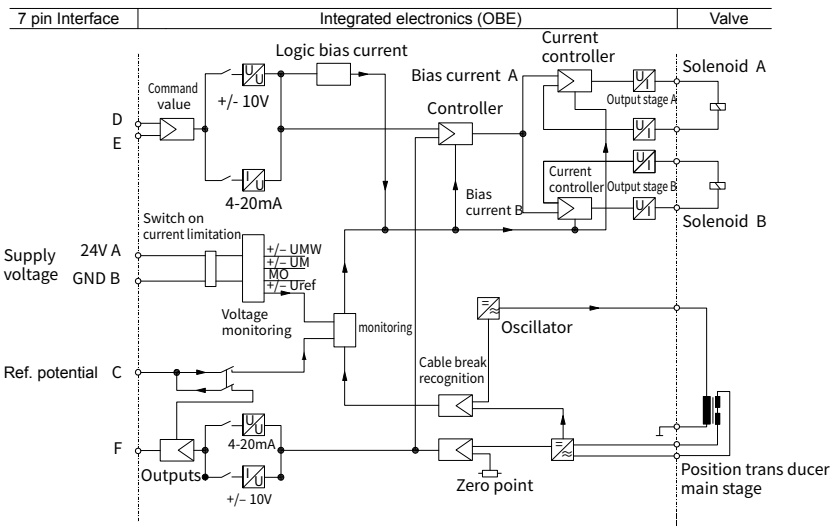 7 pin Interface
Integrated electronics (OBE)
Valve
Command
value
D
E
U
U
+/- 10V
I
U
4-20mA
Logic bias current
Bias current A
Controller
Current
controller
U
I
Output stage A
U
I
Solenoid A
Current
controller
U
I
Output stage B
U
I
Solenoid B
Bias
current B
Supply
voltage
24V A
GND B
Switch on
current limitation
+/– UMW
+/– UM
MO
+/– Uref
Voltage
monitoring
monitoring
Oscillator
Cable break
recognition
Ref. potential C
F
Outputs
U
U
4-20mA
I
U
+/– 10V
Zero point
Position trans ducer
main stage